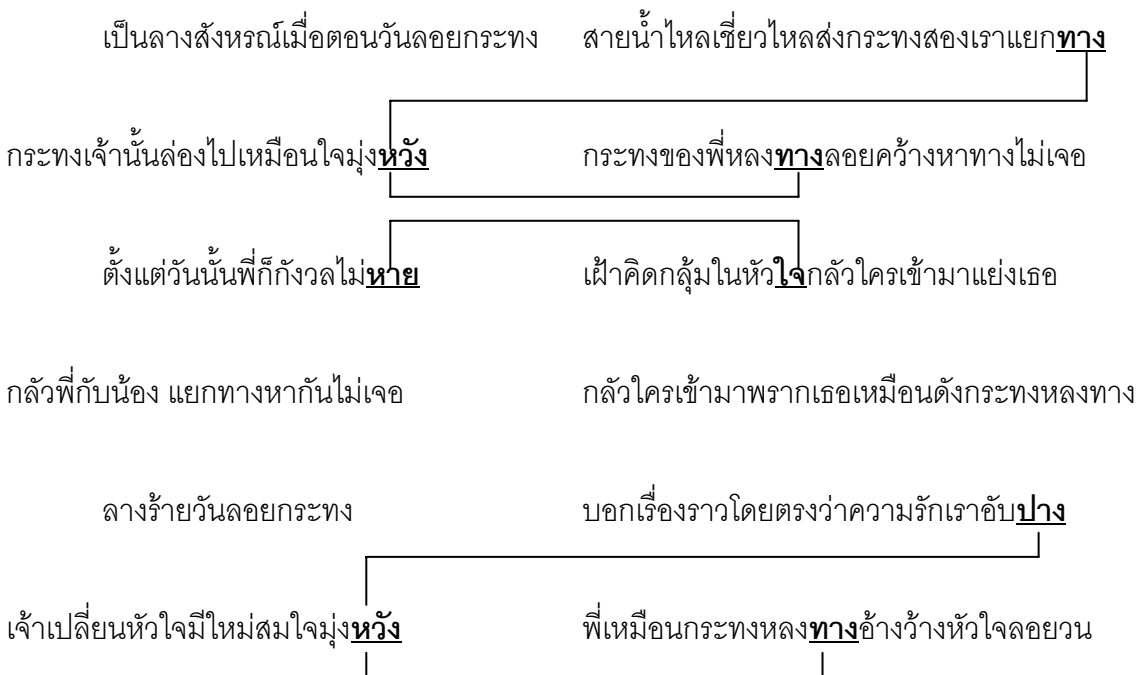 เป็นลางสังหรณ์เมื่อตอนวันลอยกระทง สายน้ำไหลเชี่ยวไหลส่งกระทงสองเราแยกทาง
กระทงเจ้านั้นล่องไปเหมือนใจมุ่งหวัง กระทงของพี่หลงทางลอยคว้างหาทางไม่เจอ
ตั้งแต่วันนั้นพี่ก็กังวลไม่หาย เฝ้าคิดกลุ้มในหัวใจกลัวใครเข้ามาแย่งเธอ
กลัวพี่กับน้อง แยกทางหากันไม่เจอ กลัวใครเข้ามาพรากเธอเหมือนดังกระทงหลงทาง
ลางร้ายวันลอยกระทง บอกเรื่องราวโดยตรงว่าความรักเราอับปาง
เจ้าเปลี่ยนหัวใจมีใหม่สมใจมุ่งหวัง พี่เหมือนกระทงหลงทางอ้างว้างหัวใจลอยวน